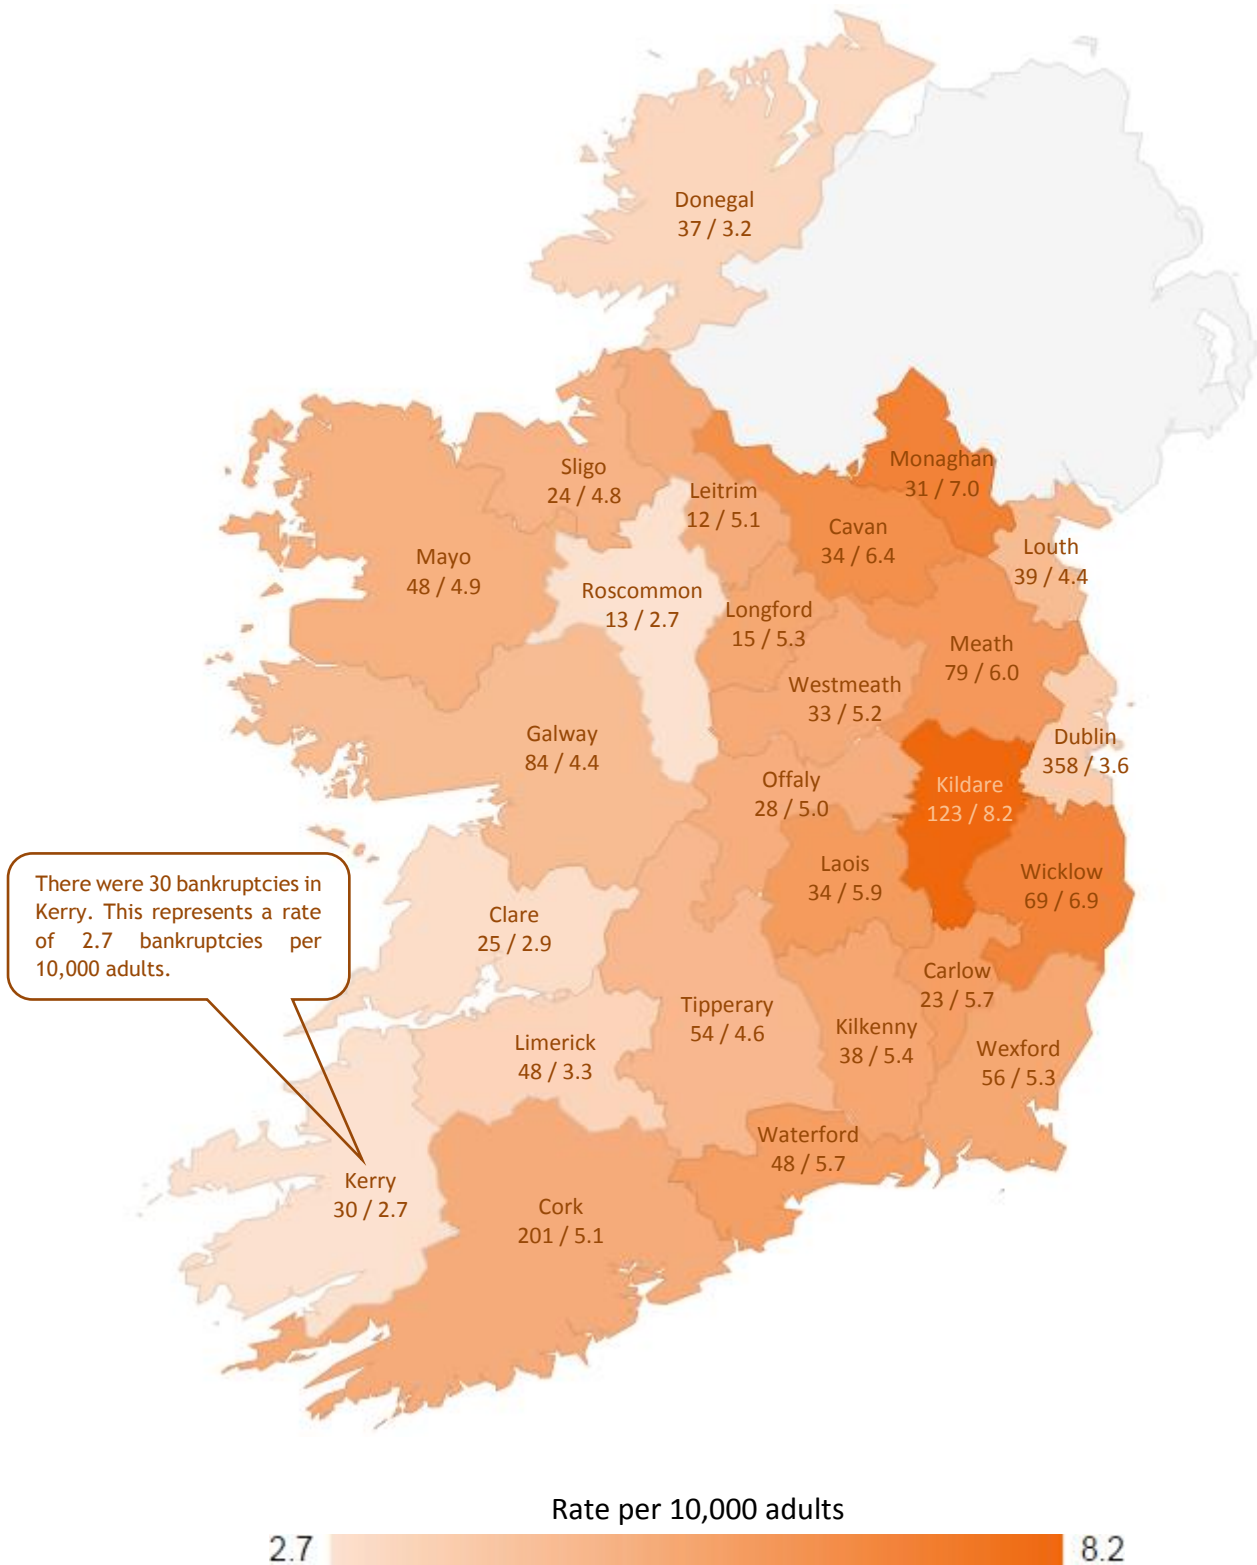 Donegal
37 / 3.2
Monaghan
31 / 7.0
Sligo
24 / 4.8
Leitrim
12 / 5.1
Cavan
34 / 6.4
Louth
39 / 4.4
Mayo
48 / 4.9
Roscommon
13 / 2.7
Longford
15 / 5.3
Meath
79 / 6.0
Westmeath
33 / 5.2
Galway
84 / 4.4
Dublin
358 / 3.6
Offaly
28 / 5.0
Kildare
123 / 8.2
Laois
34 / 5.9
Wicklow
69 / 6.9
There were 30 bankruptcies in
Kerry. This represents a rate
of 2.7 bankruptcies per
10,000 adults.
Clare
25 / 2.9
Carlow
23 / 5.7
Tipperary
54 / 4.6
Kilkenny
38 / 5.4
Limerick
48 / 3.3
Wexford
56 / 5.3
Waterford
48 / 5.7
Kerry
30 / 2.7
Cork
201 / 5.1
Rate per 10,000 adults
2.7 8.2